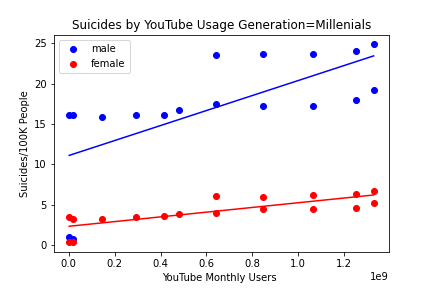 Suicides by YouTube Usage Generation=Millenials
male
female
Suicides/100K People
25
20
15
10
5
0
0.0 0.2 0.4 0.6 0.8 1.0 1.2
1e9
YouTube Monthly Users